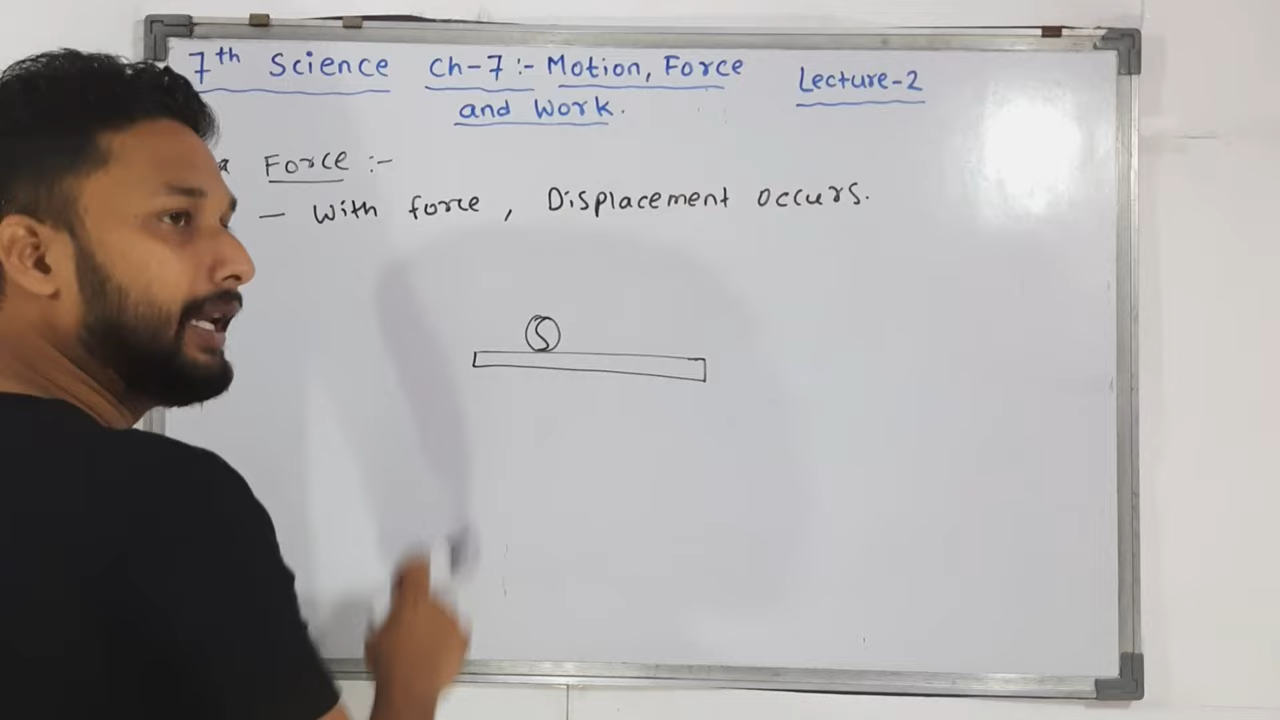 7th Science Ch-7:- Motion, Force Lecture-2
and Work.
Force :-
— With force, Displacement occurs.
S